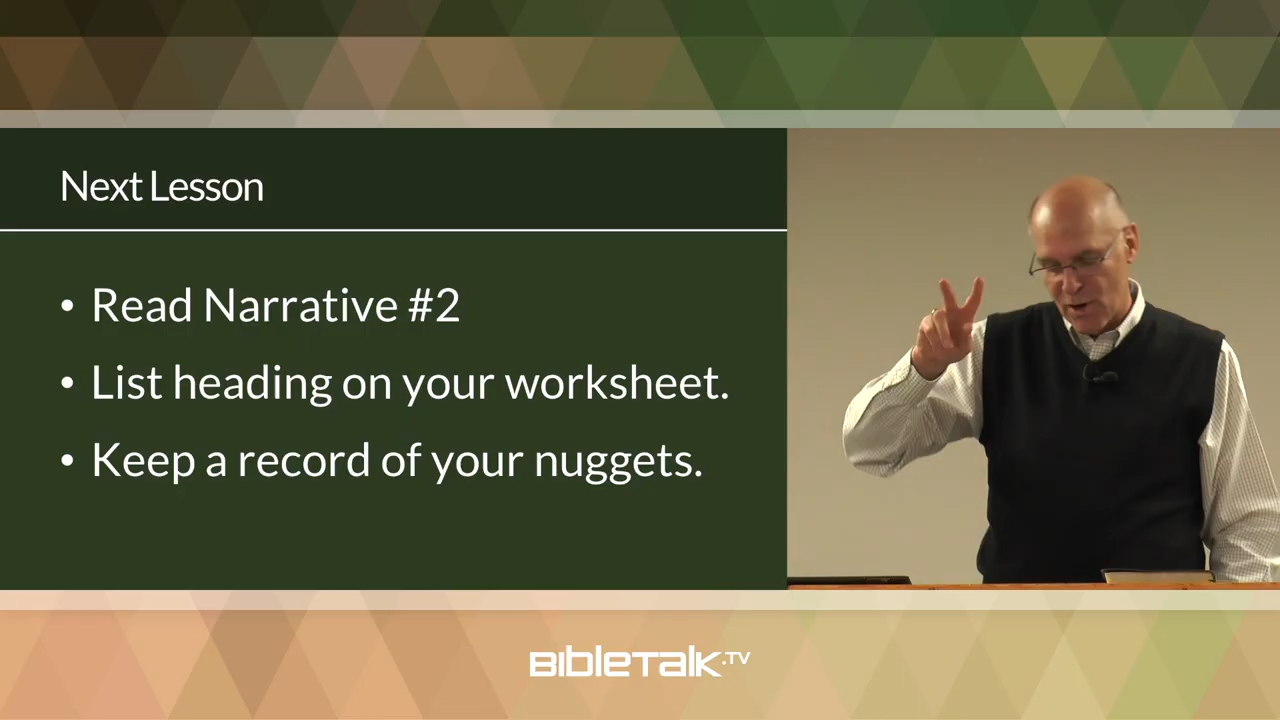 Next Lesson
• Read Narrative #2
• List heading on your worksheet.
• Keep a record of your nuggets.
BIBLETALK.TV